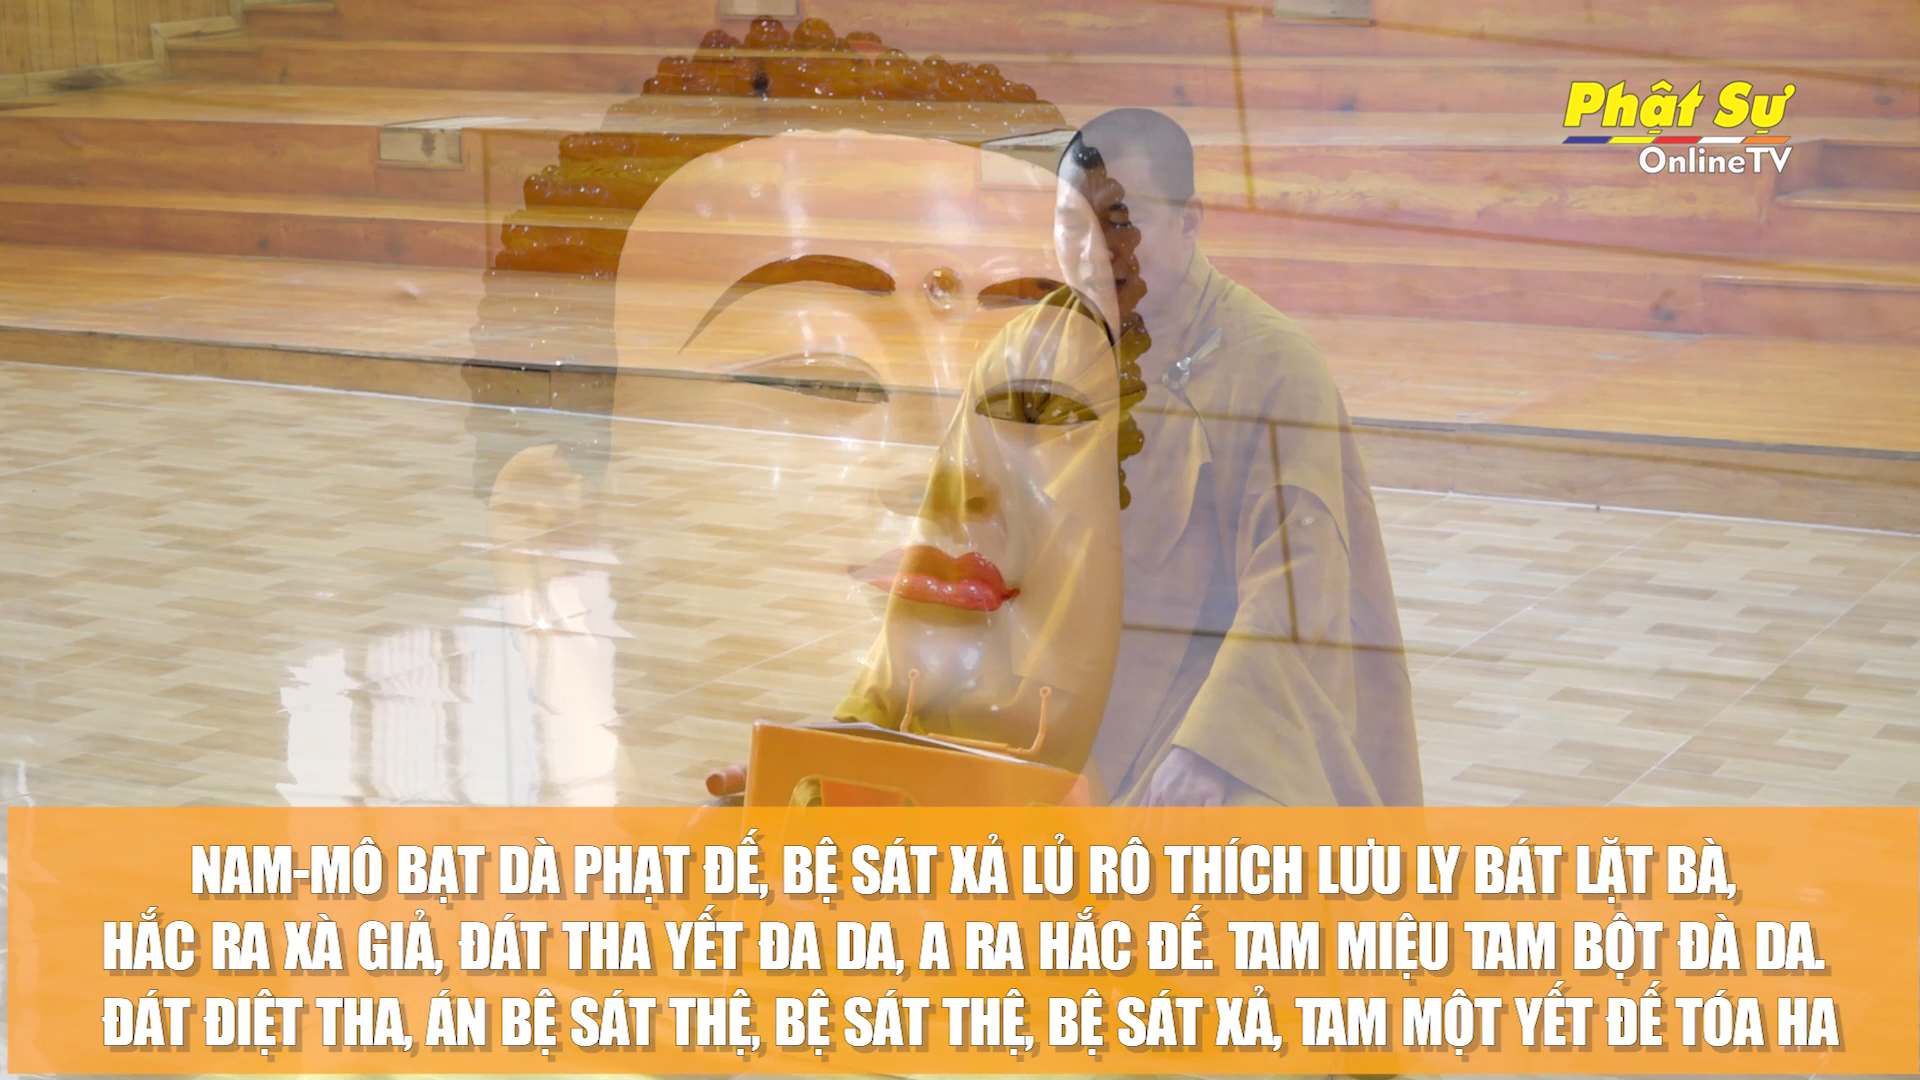 Phật Sự
OnlineTV
NAM-MÔ BẠT DÀ PHẠT ĐẾ, BỆ SÁT XẢ LỦ RÔ THÍCH LƯU LY BÁT LẶT BÀ,
HẮC RA XÀ GIẢ, ĐÁT THA YẾT ĐA DA, A RA HẮC ĐẾ. TAM MIỆU TAM BỘT ĐÀ DA.
ĐÁT ĐIỆT THA, ÁN BỆ SÁT THỆ, BỆ SÁT THỆ, BỆ SÁT XẢ, TAM MỘT YẾT ĐẾ TÓA HA